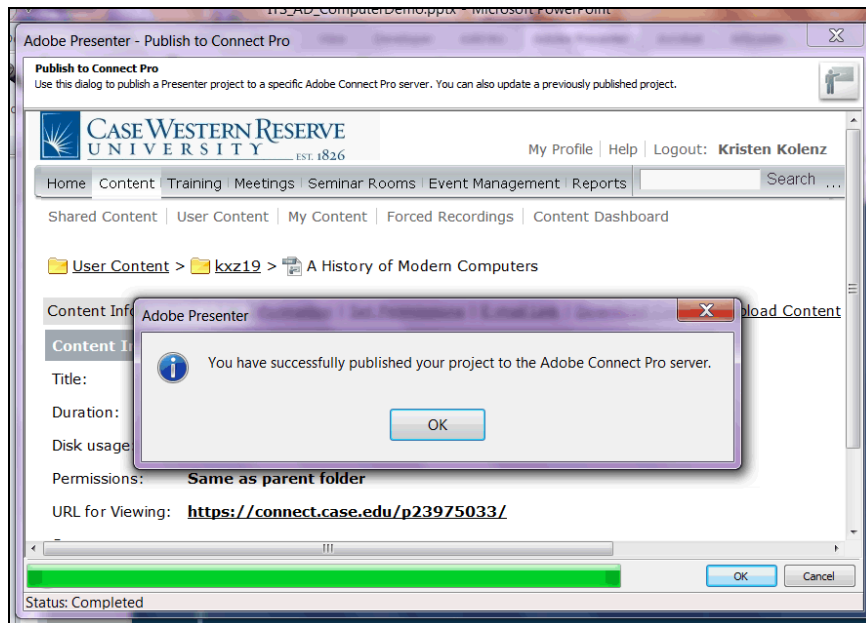 ITS_AD_ComputerDemo.pptx - Microsoft PowerPoint
Adobe Presenter - Publish to Connect Pro
Publish to Connect Pro
Use this dialog to publish a Presenter project to a specific Adobe Connect Pro server. You can also update a previously published project.
CASE WESTERN RESERVE
UNIVERSITY EST. 1826
My Profile | Help | Logout: Kristen Kolenz
Home Content Training Meetings Seminar Rooms Event Management Reports Search ...
Shared Content User Content My Content Forced Recordings Content Dashboard
User Content > kxz19 > A History of Modern Computers
Content Inf
pload Content
Adobe Presenter
You have successfully published your project to the Adobe Connect Pro server.
OK
Content I
Title:
Duration:
Disk usage
Permissions: Same as parent folder
URL for Viewing: https://connect.case.edu/p23975033/
OK Cancel
Status: Completed